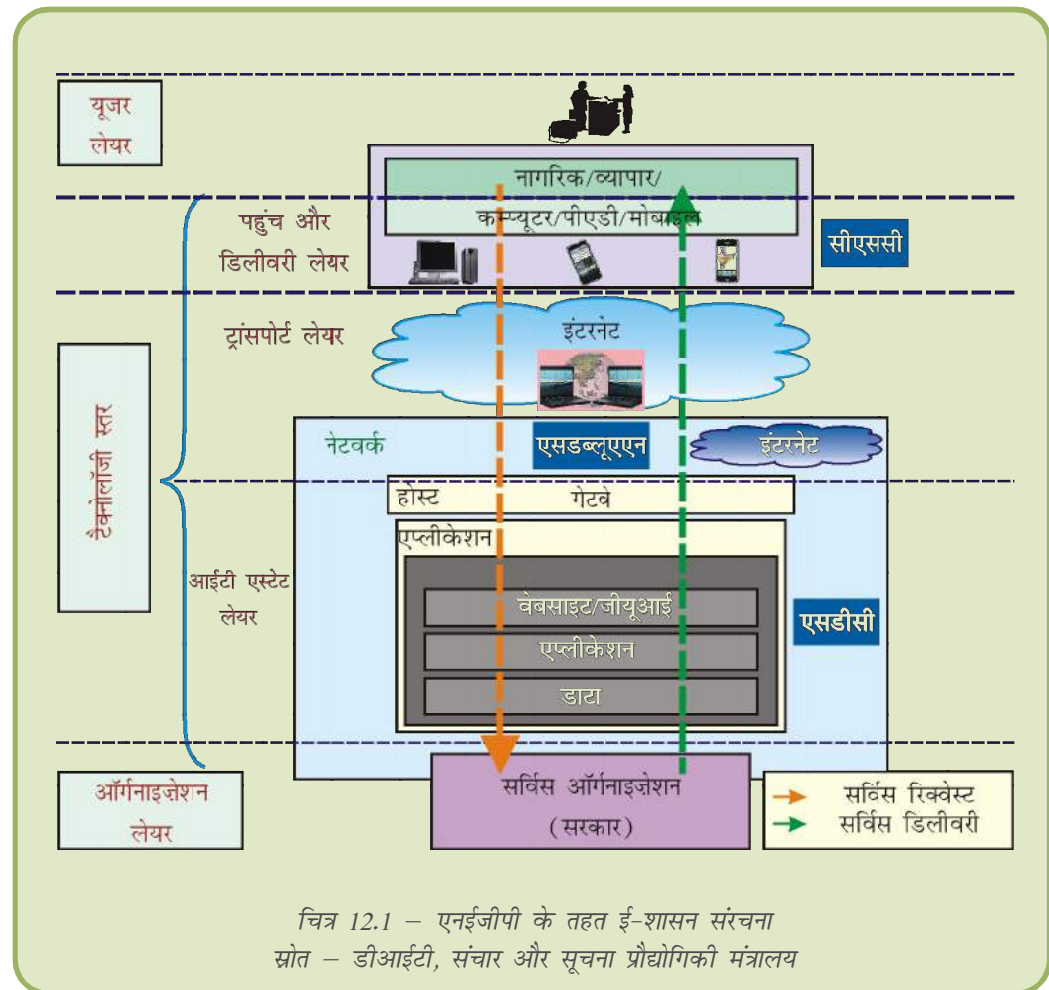 यूजर
लेयर
नागरिक/व्यापार/
कम्प्यूटर/पीएडी/मोबाइल
पहुंच और
डिलीवरी लेयर
सीएससी
ट्रांसपोर्ट लेयर
इंटरनेट
टैक्नोलॉजी स्तर
नेटवर्क
एसडब्लूएएन
इंटरनेट
होस्ट गेटवे
एप्लीकेशन
आईटी एस्टेट
लेयर
वेबसाइट/जीयूआई
एप्लीकेशन
डाटा
एसडीसी
ऑर्गनाइज़ेशन
लेयर
सर्विस ऑर्गनाइज़ेशन
(सरकार)
सर्विस रिक्वेस्ट
सर्विस डिलीवरी
चित्र 12.1 – एनईजीपी के तहत ई-शासन संरचना
स्रोत – डीआईटी, संचार और सूचना प्रौद्योगिकी मंत्रालय